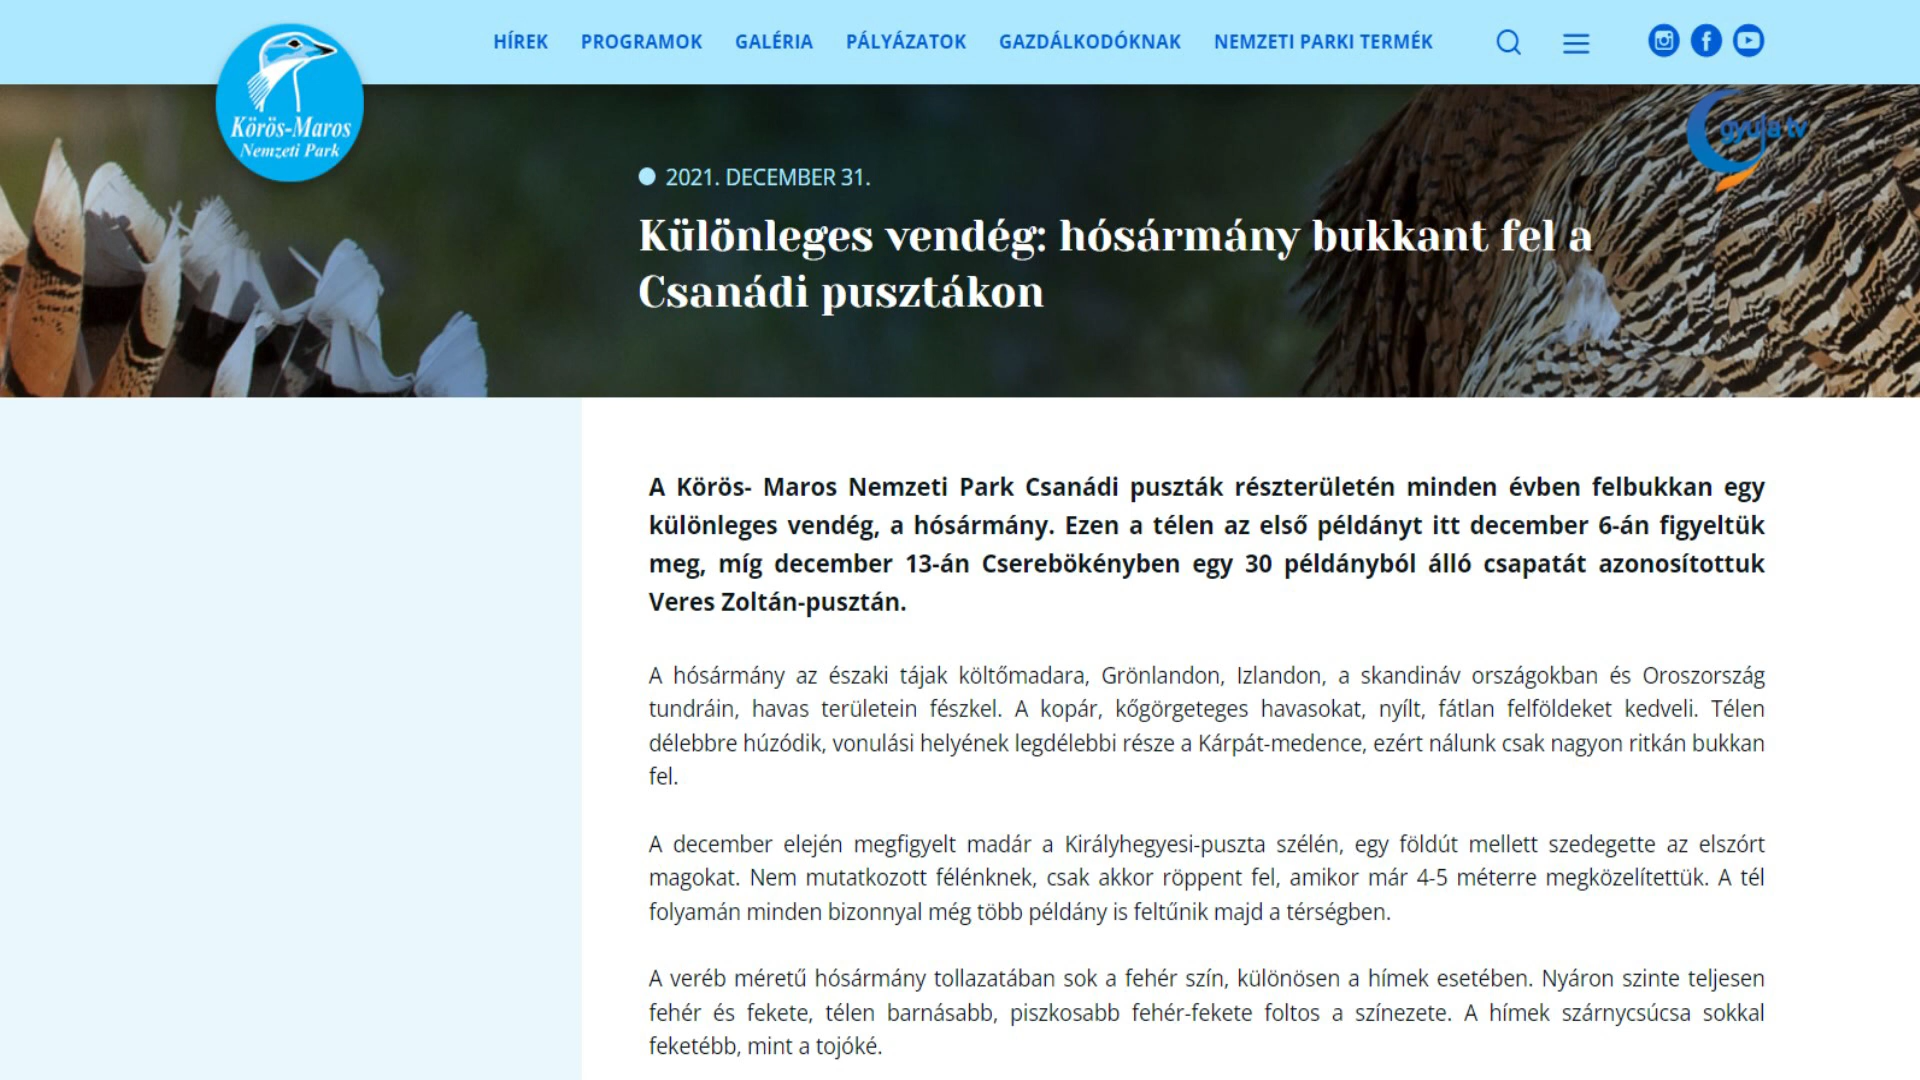 HÍREK PROGRAMOK GALÉRIA PÁLYÁZATOK GAZDÁLKODÓKNAK NEMZETI PARKI TERMÉK
Körös-Maros
Nemzeti Park
gyula tv
2021. DECEMBER 31.
Különleges vendég: hósármány bukkant fel a
Csanádi pusztákon
A Körös- Maros Nemzeti Park Csanádi puszták részterületén minden évben felbukkan egy
különleges vendég, a hósármány. Ezen a télen az első példányt itt december 6-án figyeltük
meg, míg december 13-án Cserebökényben egy 30 példányból álló csapatát azonosítottuk
Veres Zoltán-pusztán.
A hósármány az északi tájak költőmadara, Grönlandon, Izlandon, a skandináv országokban és Oroszország
tundráin, havas területein fészkel. A kopár, kőgörgeteges havasokat, nyílt, fátlan felföldeket kedveli. Télen
délebbre húzódik, vonulási helyének legdélebbi része a Kárpát-medence, ezért nálunk csak nagyon ritkán bukkan
fel.
A december elején megfigyelt madár a Királyhegyesi-puszta szélén, egy földút mellett szedegette az elszórt
magokat. Nem mutatkozott félénknek, csak akkor röppent fel, amikor már 4-5 méterre megközelítettük. A tél
folyamán minden bizonnyal még több példány is feltűnik majd a térségben.
A veréb méretű hósármány tollazatában sok a fehér szín, különösen a hímek esetében. Nyáron szinte teljesen
fehér és fekete, télen barnásabb, piszkosabb fehér-fekete foltos a színezete. A hímek szárnycsúcsa sokkal
feketébb, mint a tojóké.